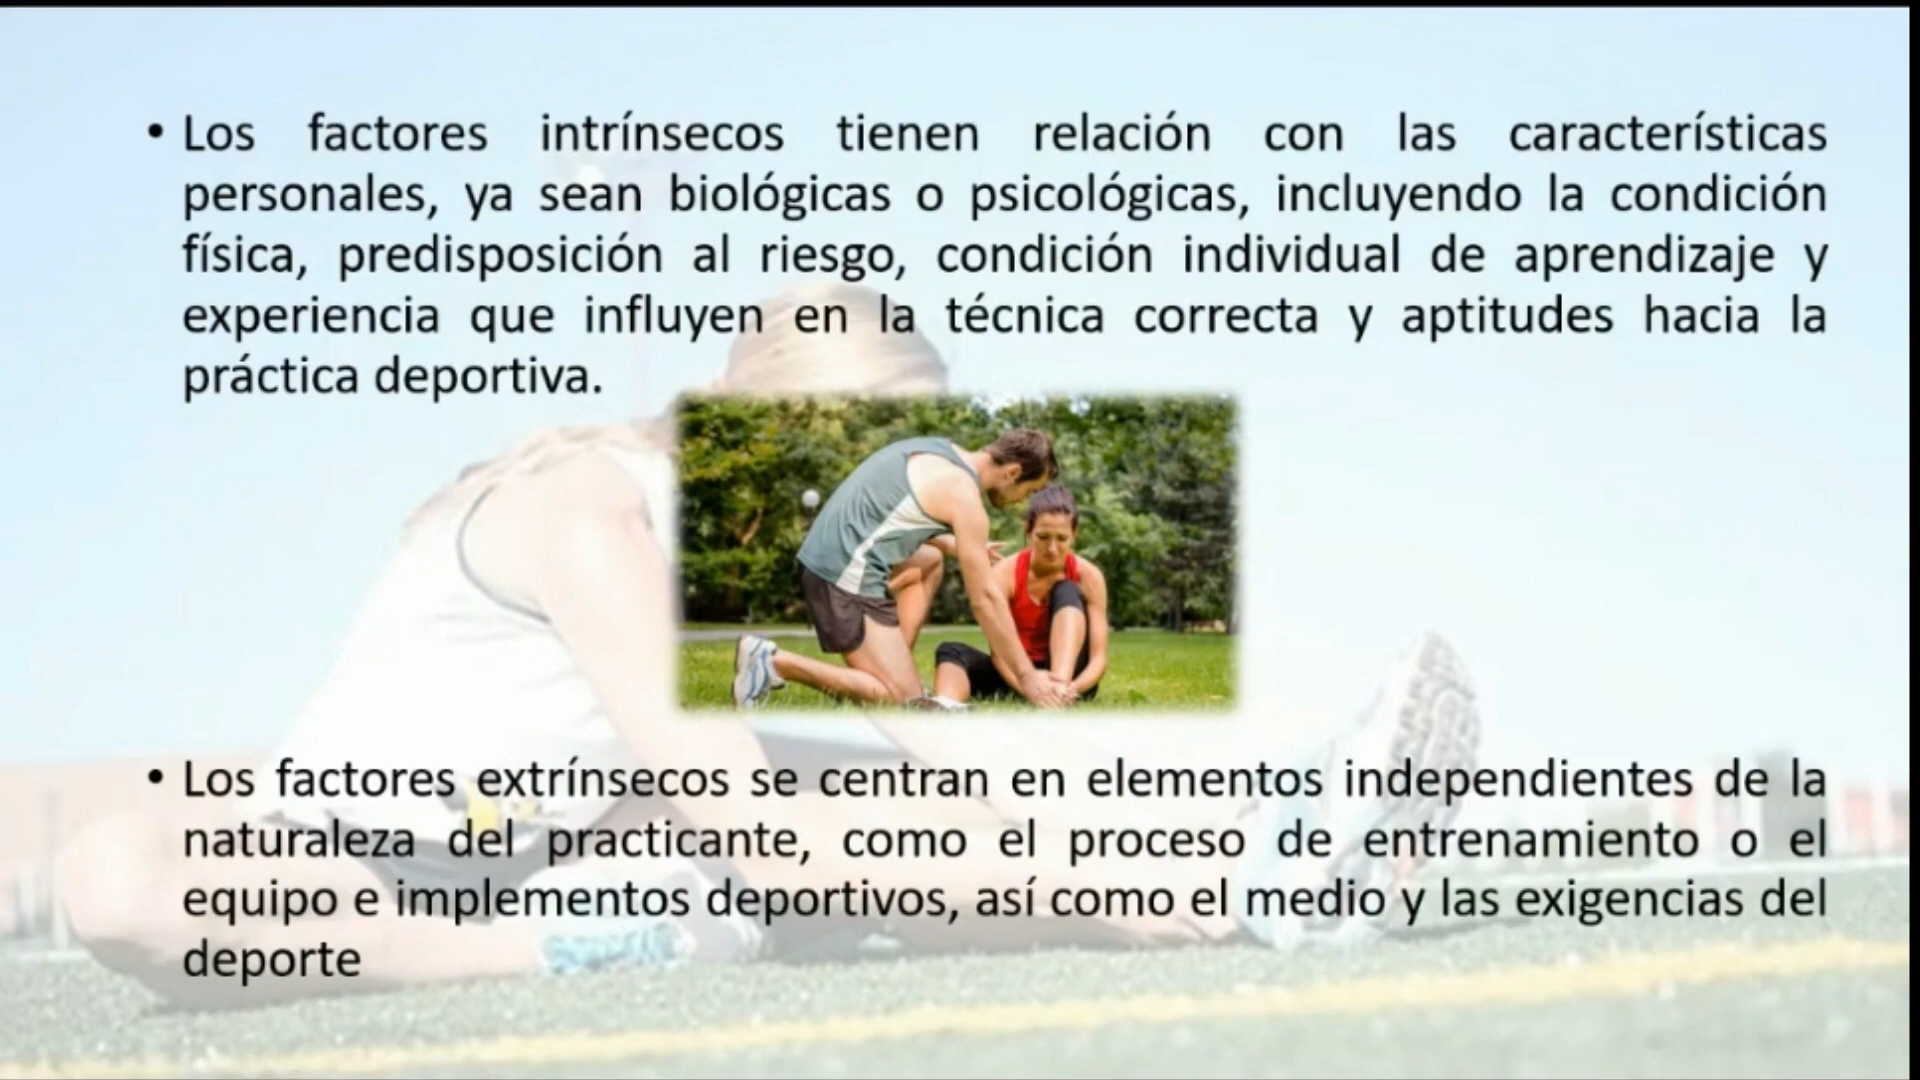 • Los factores intrínsecos tienen relación con las características
personales, ya sean biológicas o psicológicas, incluyendo la condición
física, predisposición al riesgo, condición individual de aprendizaje y
experiencia que influyen en la técnica correcta y aptitudes hacia la
práctica deportiva.
• Los factores extrínsecos se centran en elementos independientes de la
naturaleza del practicante, como el proceso de entrenamiento o el
equipo e implementos deportivos, así como el medio y las exigencias del
deporte